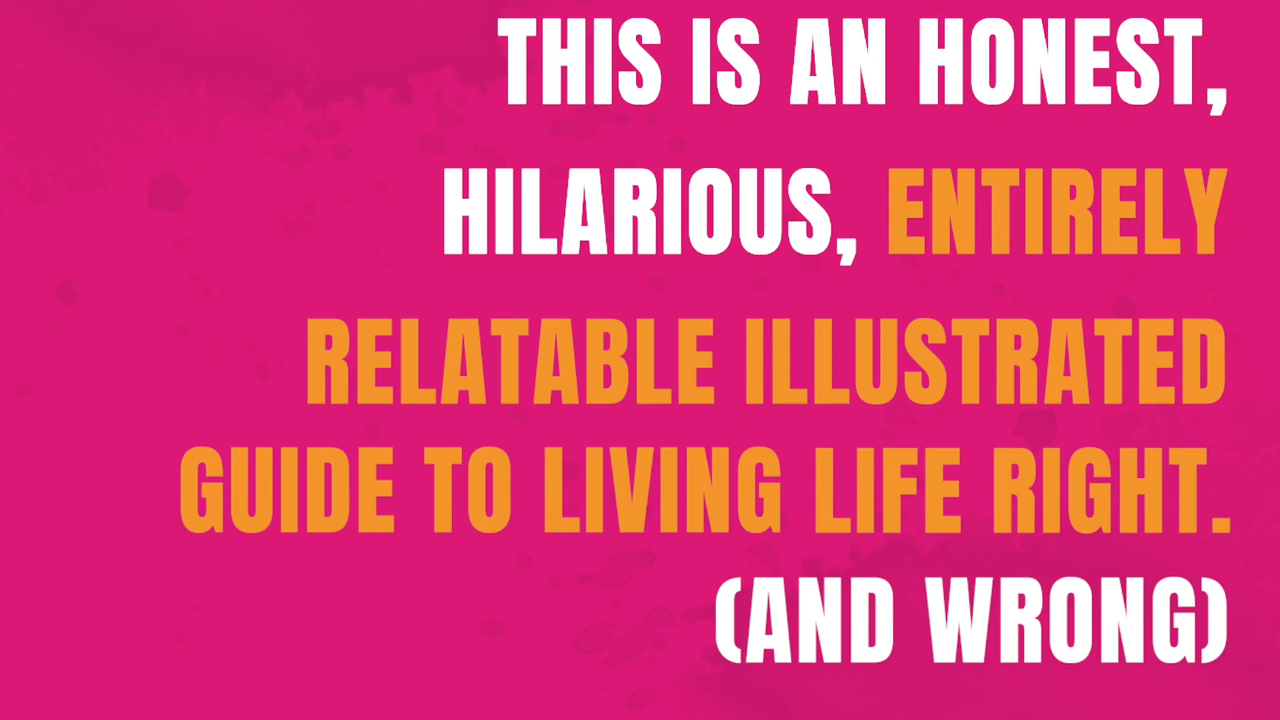 THIS IS AN HONEST,
HILARIOUS, ENTIRELY
RELATABLE ILLUSTRATED
GUIDE TO LIVING LIFE RIGHT.
(AND WRONG)